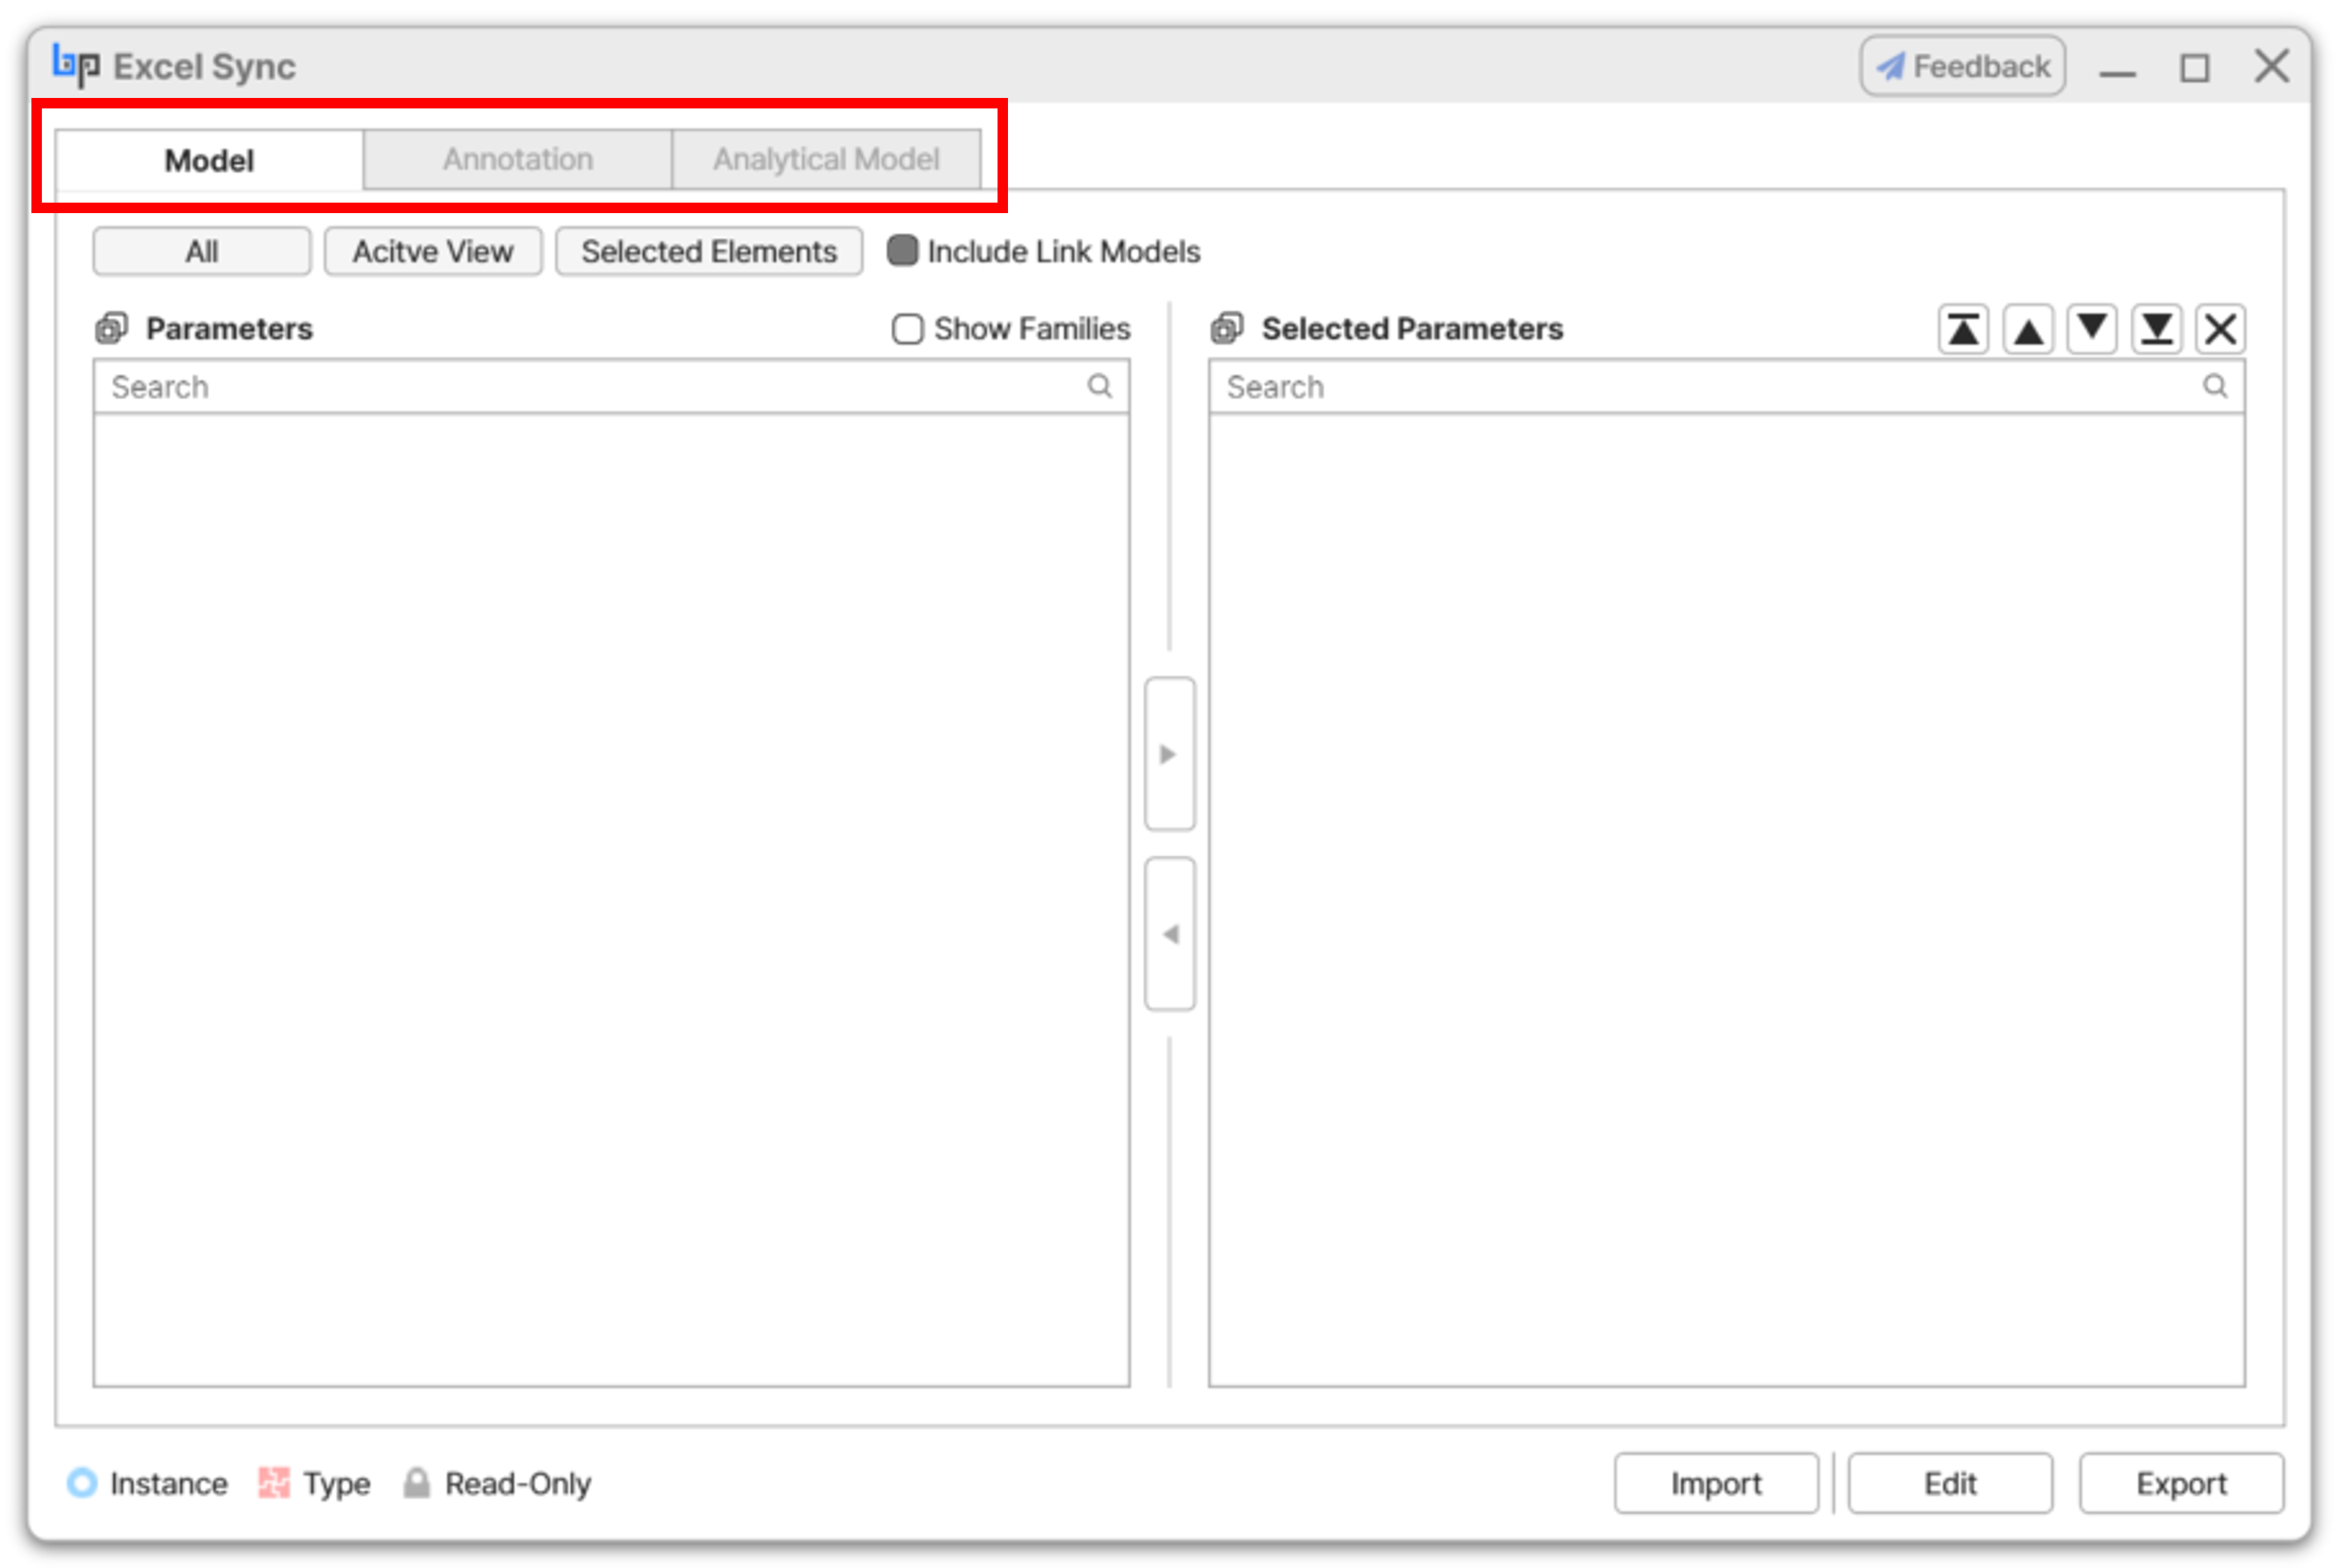 bp Excel Sync Feedback
Model Annotation Analytical Model
All Acitve View Selected Elements Include Link Models
Parameters Show Families Selected Parameters
Search Search
Instance Type Read-Only Import Edit Export